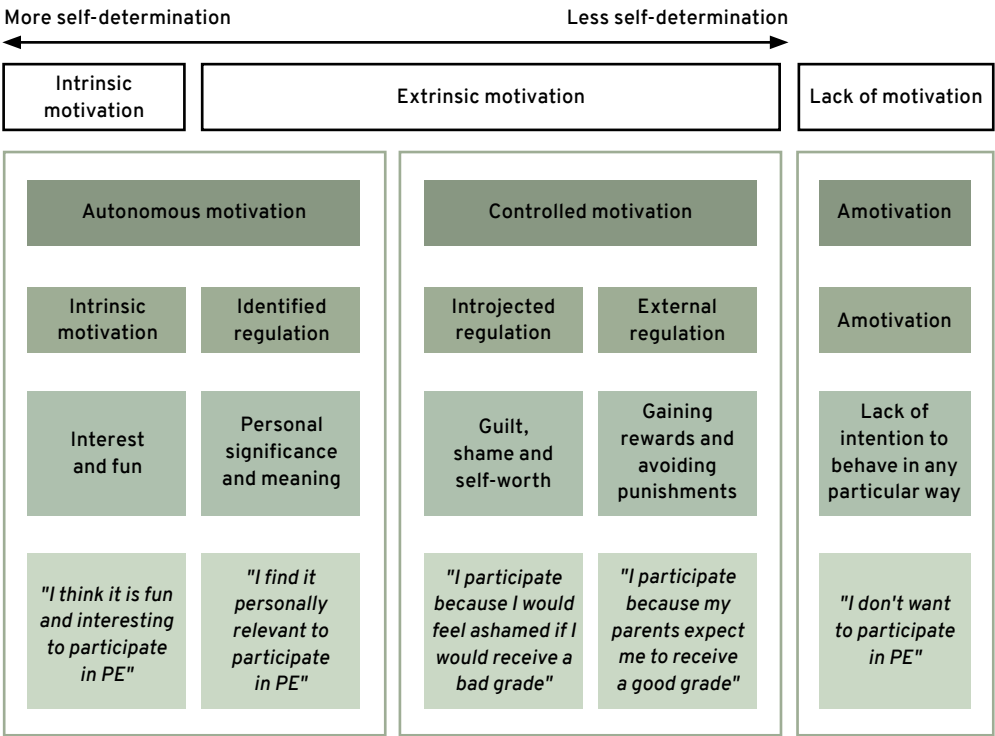 More self-determination
Less self-determination
Intrinsic
motivation
Extrinsic motivation
Lack of motivation
Autonomous motivation
Controlled motivation
Amotivation
Intrinsic
motivation
Identified
regulation
Introjected
regulation
External
regulation
Amotivation
Interest
and fun
Personal
significance
and meaning
Guilt,
shame and
self-worth
Gaining
rewards and
avoiding
punishments
Lack of
intention to
behave in any
particular way
"I think it is fun
and interesting
to participate
in PE"
"I find it
personally
relevant to
participate
in PE"
"I participate
because I would
feel ashamed if I
would receive a
bad grade"
"I participate
because my
parents expect
me to receive
a good grade"
"I don't want
to participate
in PE"